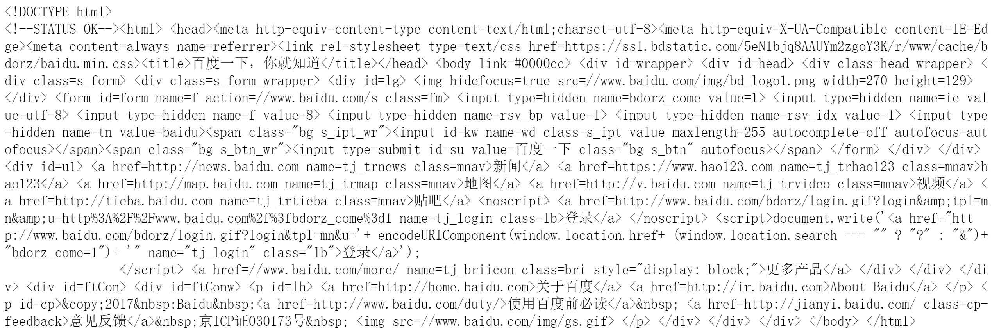 <!DOCTYPE html>
<!--STATUS OK--><html> <head><meta http-equiv=content-type content=text/html;charset=utf-8><meta http-equiv=X-UA-Compatible content=IE=Ed
ge><meta content=always name=referrer><link rel=stylesheet type=text/css href=https://ss1.bdstatic.com/5eN1bjq8AAUYm2zgoY3K/r/www/cache/b
dorz/baidu.min.css><title>百度一下，你就知道</title></head> <body link=#0000cc> <div id=wrapper> <div id=head> <div class=head_wrapper> <
div class=s_form> <div class=s_form_wrapper> <div id=lg> <img hidefocus=true src=//www.baidu.com/img/bd_logo1.png width=270 height=129>
</div> <form id=form name=f action=//www.baidu.com/s class=fm> <input type=hidden name=bdorz_come value=1> <input type=hidden name=ie val
ue=utf-8> <input type=hidden name=f value=8> <input type=hidden name=rsv_bp value=1> <input type=hidden name=rsv_idx value=1> <input type
=hidden name=tn value=baidu><span class="bg s_ipt_wr"><input id=kw name=wd class=s_ipt value maxlength=255 autocomplete=off autofocus=aut
ofocus></span><span class="bg s_btn_wr"><input type=submit id=su value=百度一下 class="bg s_btn" autofocus></span> </form> </div> </div>
<div id=u1> <a href=http://news.baidu.com name=tj_trnews class=mnav>新闻</a> <a href=https://www.hao123.com name=tj_trhao123 class=mnav>h
ao123</a> <a href=http://map.baidu.com name=tj_trmap class=mnav>地图</a> <a href=http://v.baidu.com name=tj_trvideo class=mnav>视频</a> <
a href=http://tieba.baidu.com name=tj_trtieba class=mnav>贴吧</a> <noscript> <a href=http://www.baidu.com/bdorz/login.gif?login&amp;tpl=m
n&amp;u=http%3A%2F%2Fwww.baidu.com%2f%3fbdorz_come%3d1 name=tj_login class=lb>登录</a> </noscript> <script>document.write('<a href="htt
p://www.baidu.com/bdorz/login.gif?login&tpl=mn&u='+ encodeURIComponent(window.location.href+ (window.location.search === "" ? "?" : "&")+
"bdorz_come=1")+ '" name="tj_login" class="lb">登录</a>');
                </script> <a href=//www.baidu.com/more/ name=tj_briicon class=bri style="display: block;">更多产品</a> </div> </div> </di
v> <div id=ftCon> <div id=ftConw> <p id=lh> <a href=http://home.baidu.com>关于百度</a> <a href=http://ir.baidu.com>About Baidu</a> </p> <
p id=cp>&copy;2017&nbsp;Baidu&nbsp;<a href=http://www.baidu.com/duty/>使用百度前必读</a>&nbsp; <a href=http://jianyi.baidu.com/ class=cp-
feedback>意见反馈</a>&nbsp;京ICP证030173号&nbsp; <img src=//www.baidu.com/img/gs.gif> </p> </div> </div> </div> </body> </html>